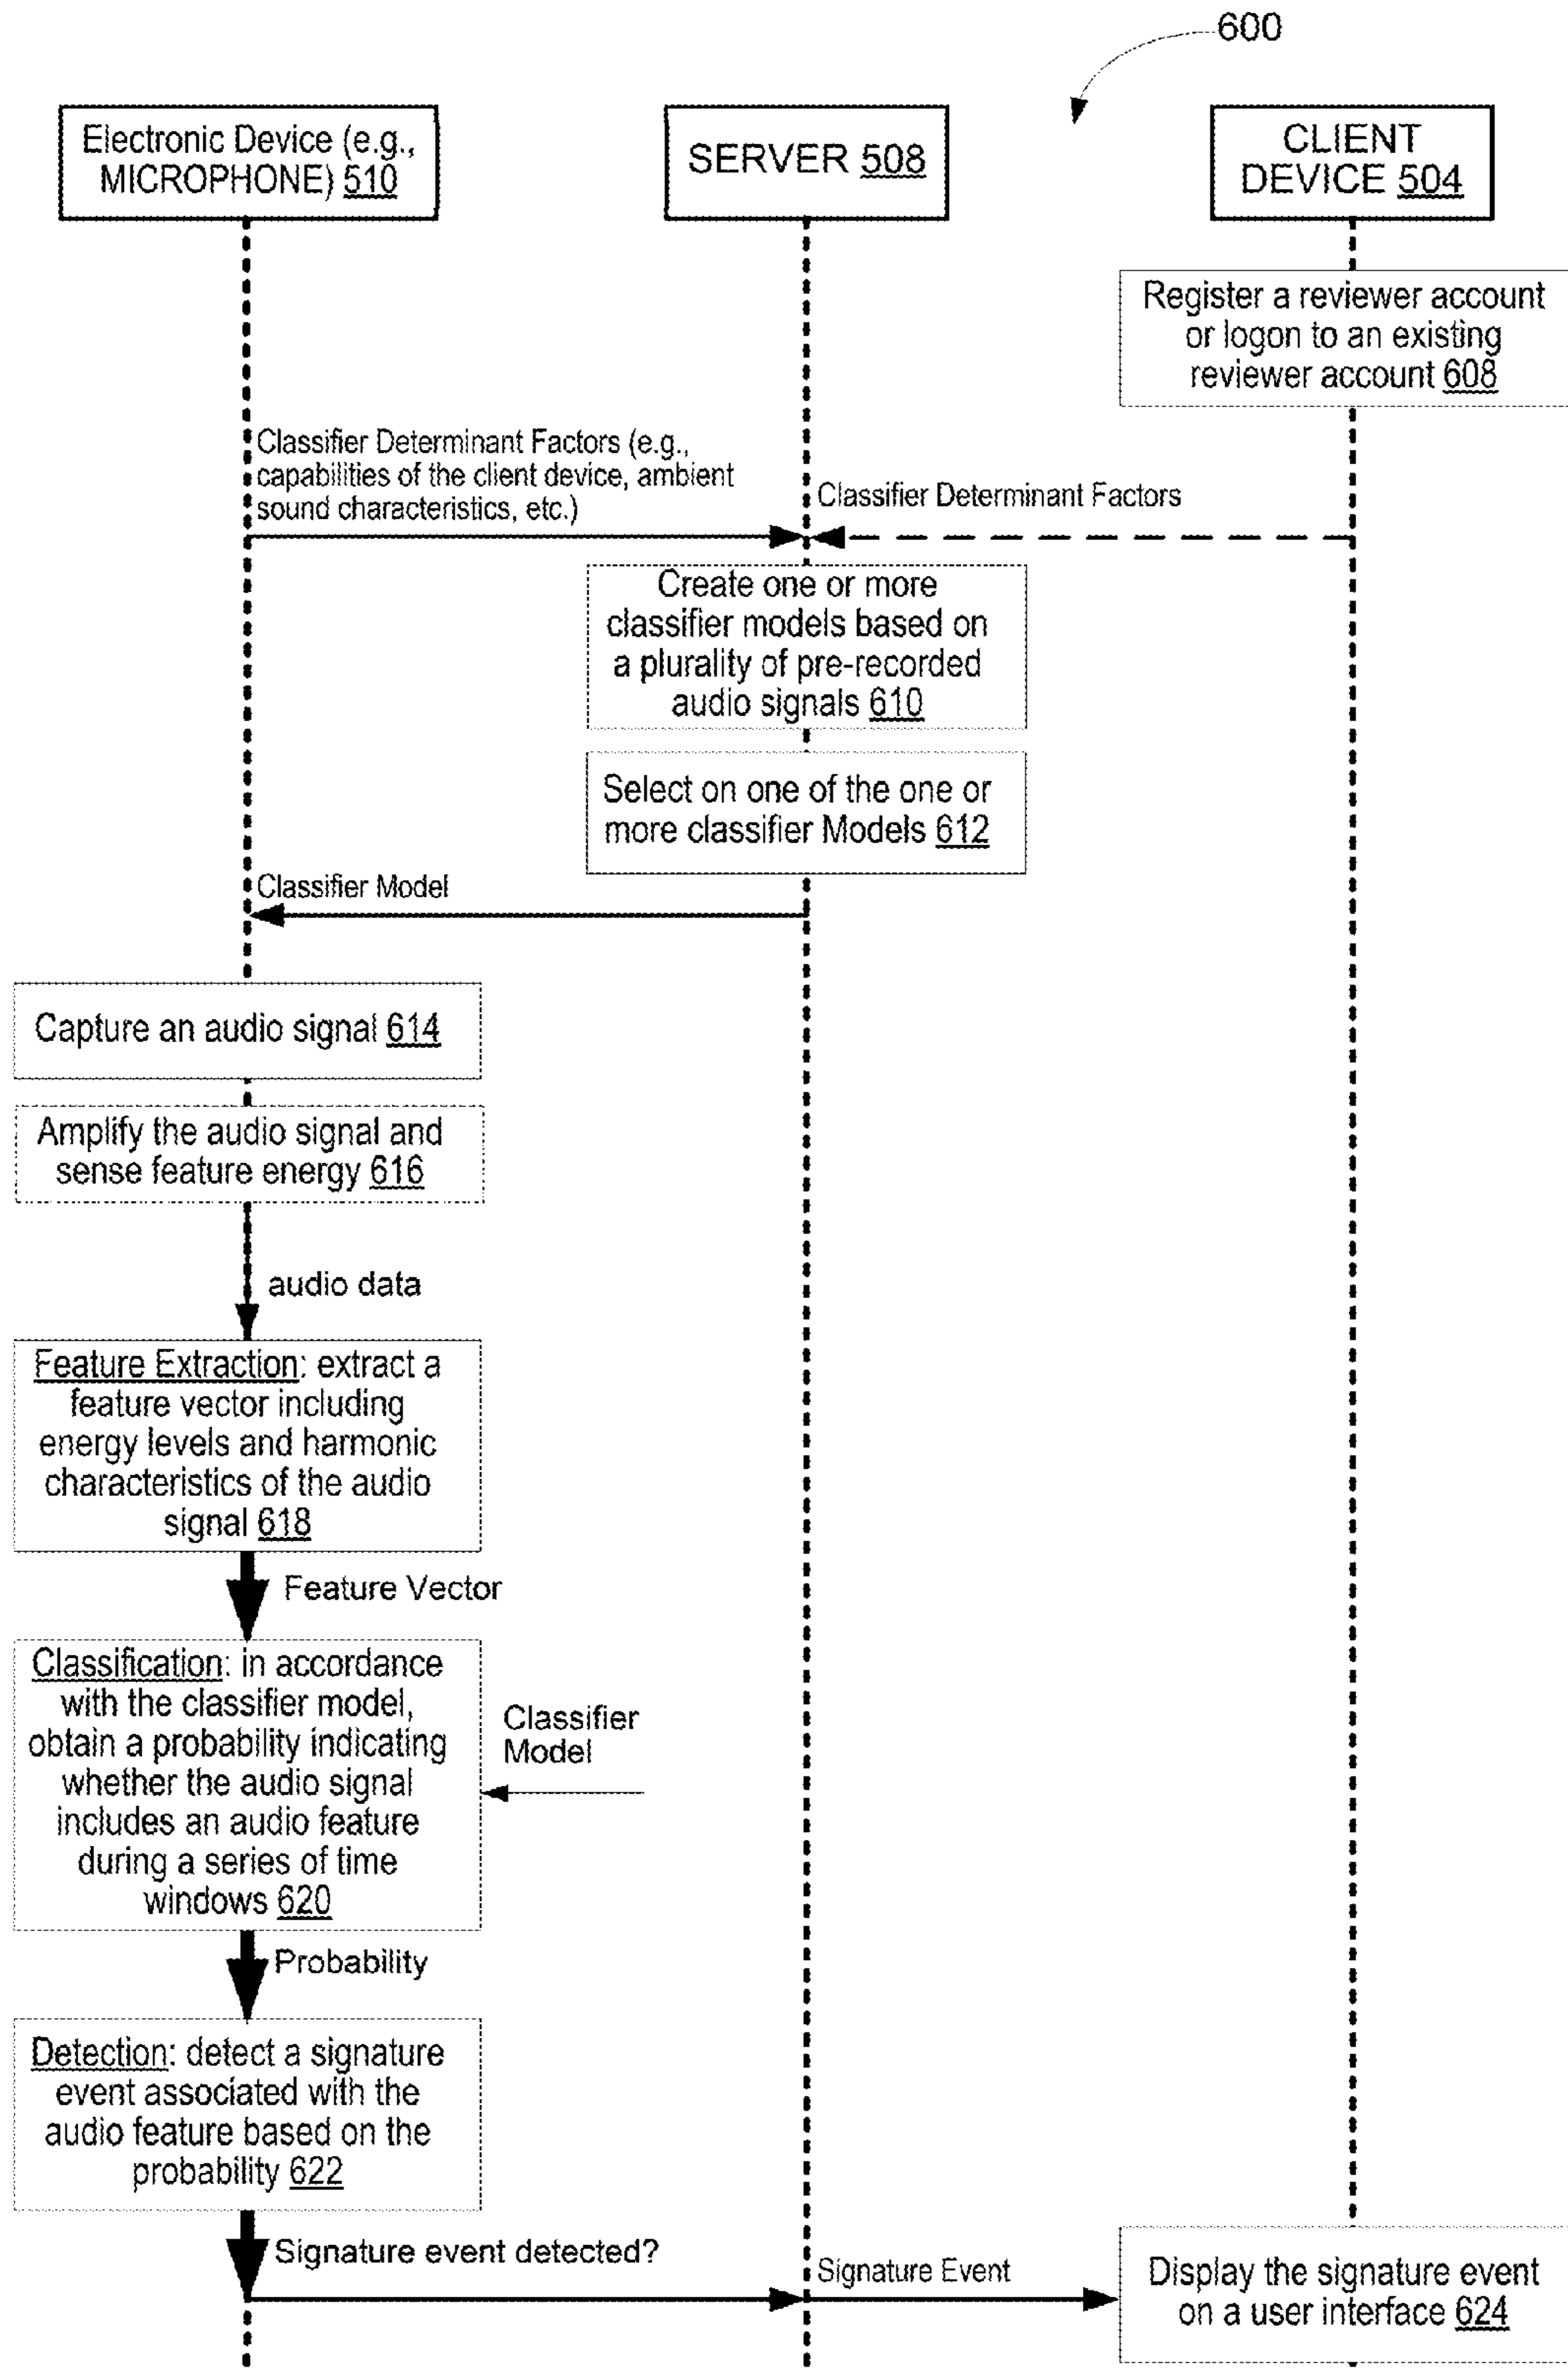 600
Electronic Device (e.g.,
MICROPHONE) 510
SERVER 508
CLIENT
DEVICE 504
Register a reviewer account
or logon to an existing
reviewer account 608
Classifier Determinant Factors (e.g.,
capabilities of the client device, ambient
sound characteristics, etc.)
Classifier Determinant Factors
Create one or more
classifier models based on
a plurality of pre-recorded
audio signals 610
Select on one of the one or
more classifier Models 612
Classifier Model
Capture an audio signal 614
Amplify the audio signal and
sense feature energy 616
audio data
Feature Extraction: extract a
feature vector including
energy levels and harmonic
characteristics of the audio
signal 618
Feature Vector
Classification: in accordance
with the classifier model,
obtain a probability indicating
whether the audio signal
includes an audio feature
during a series of time
windows 620
Classifier
Model
Probability
Detection: detect a signature
event associated with the
audio feature based on the
probability 622
Signature event detected?
Signature Event
Display the signature event
on a user interface 624